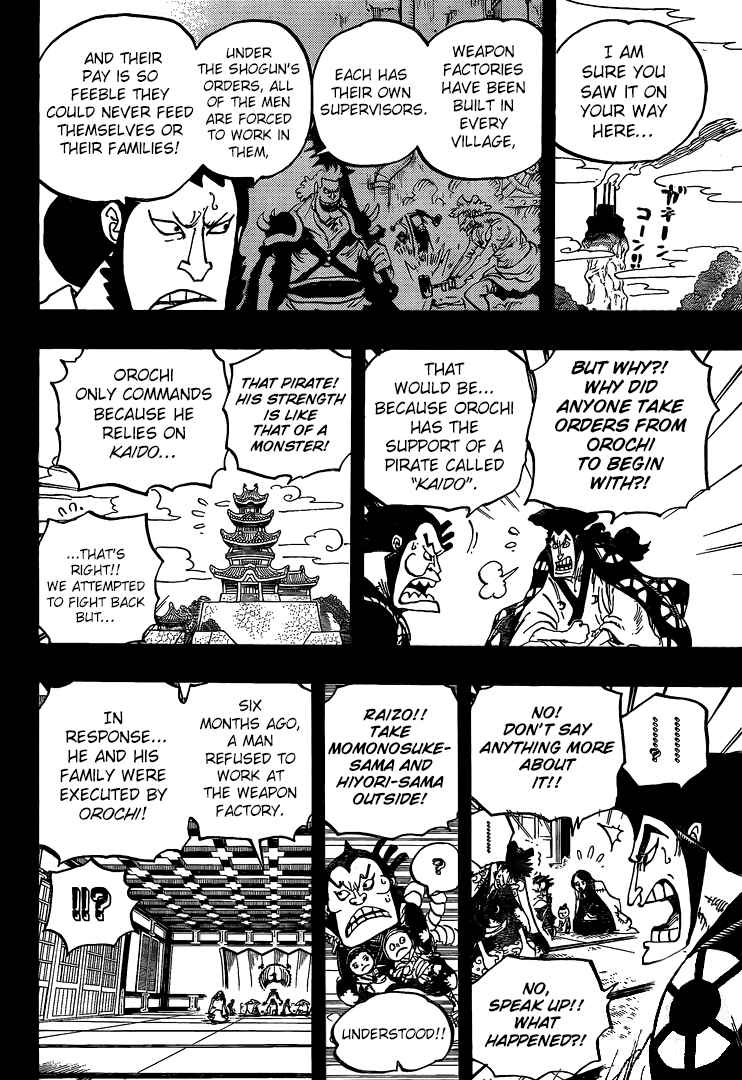 I AM
SURE YOU
SAW IT ON
YOUR WAY
HERE...
ガキーン
コーン!!
WEAPON
FACTORIES
HAVE BEEN
BUILT IN
EVERY
VILLAGE,
EACH HAS
THEIR OWN
SUPERVISORS.
UNDER
THE SHOGUN'S
ORDERS, ALL
OF THE MEN
ARE FORCED
TO WORK IN
THEM,
AND THEIR
PAY IS SO
FEEBLE THEY
COULD NEVER FEED
THEMSELVES OR
THEIR FAMILIES!
BUT WHY?!
WHY DID
ANYONE TAKE
ORDERS FROM
OROCHI
TO BEGIN
WITH?!
THAT
WOULD BE...
BECAUSE OROCHI
HAS THE
SUPPORT OF A
PIRATE CALLED
"KAIDO".
THAT PIRATE!
HIS STRENGTH
IS LIKE
THAT OF A
MONSTER!
OROCHI
ONLY COMMANDS
BECAUSE HE
RELIES ON
KAIDO...
...THAT'S
RIGHT!!
WE ATTEMPTED
TO FIGHT BACK
BUT...
.........?
NO!
DON'T SAY
ANYTHING MORE
ABOUT
IT!!
.........
NO,
SPEAK UP!!
WHAT
HAPPENED?!
RAIZO!!
TAKE
MOMONOSUKE-
SAMA AND
HIYORI-SAMA
OUTSIDE!
?
UNDERSTOOD!!
SIX
MONTHS AGO,
A MAN
REFUSED TO
WORK AT
THE WEAPON
FACTORY.
IN
RESPONSE...
HE AND HIS
FAMILY WERE
EXECUTED BY
OROCHI!
!!?